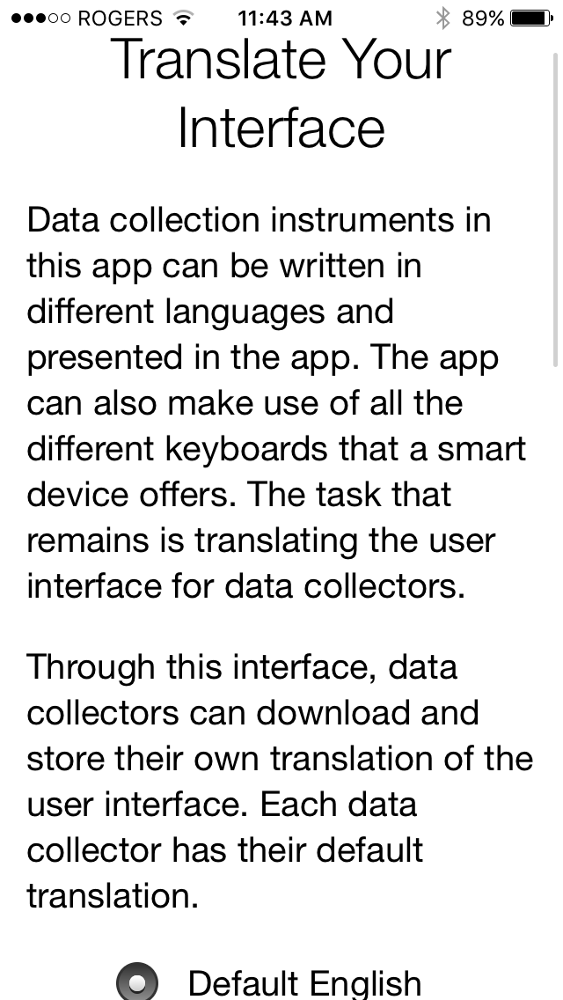 ROGERS 11:43 AM 89%
Translate Your
Interface
Data collection instruments in
this app can be written in
different languages and
presented in the app. The app
can also make use of all the
different keyboards that a smart
device offers. The task that
remains is translating the user
interface for data collectors.
Through this interface, data
collectors can download and
store their own translation of the
user interface. Each data
collector has their default
translation.
Default English